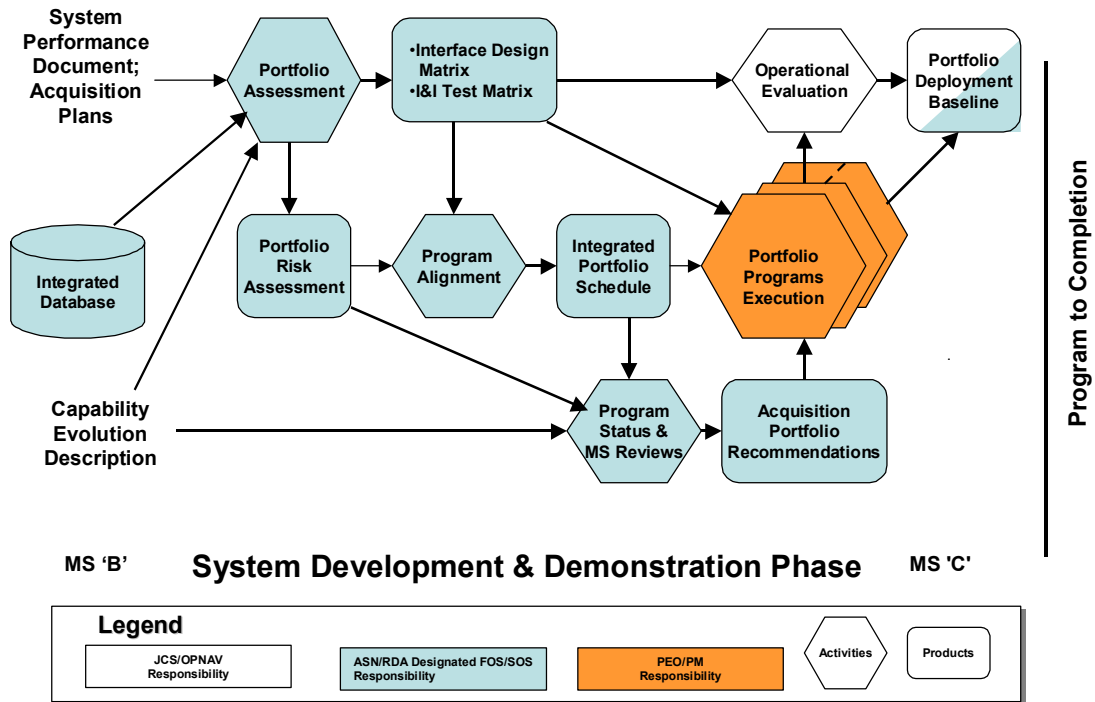 System
Performance
Document;
Acquisition
Plans
Portfolio
Assessment
•Interface Design
Matrix
•I&I Test Matrix
Operational
Evaluation
Portfolio
Deployment
Baseline
Integrated
Database
Portfolio
Risk
Assessment
Program
Alignment
Integrated
Portfolio
Schedule
Portfolio
Programs
Execution
Capability
Evolution
Description
Program
Status &
MS Reviews
Acquisition
Portfolio
Recommendations
Program to Completion
MS ‘B’
System Development & Demonstration Phase
MS 'C'
Legend
JCS/OPNAV
Responsibility
ASN/RDA Designated FOS/SOS
Responsibility
PEO/PM
Responsibility
Activities
Products